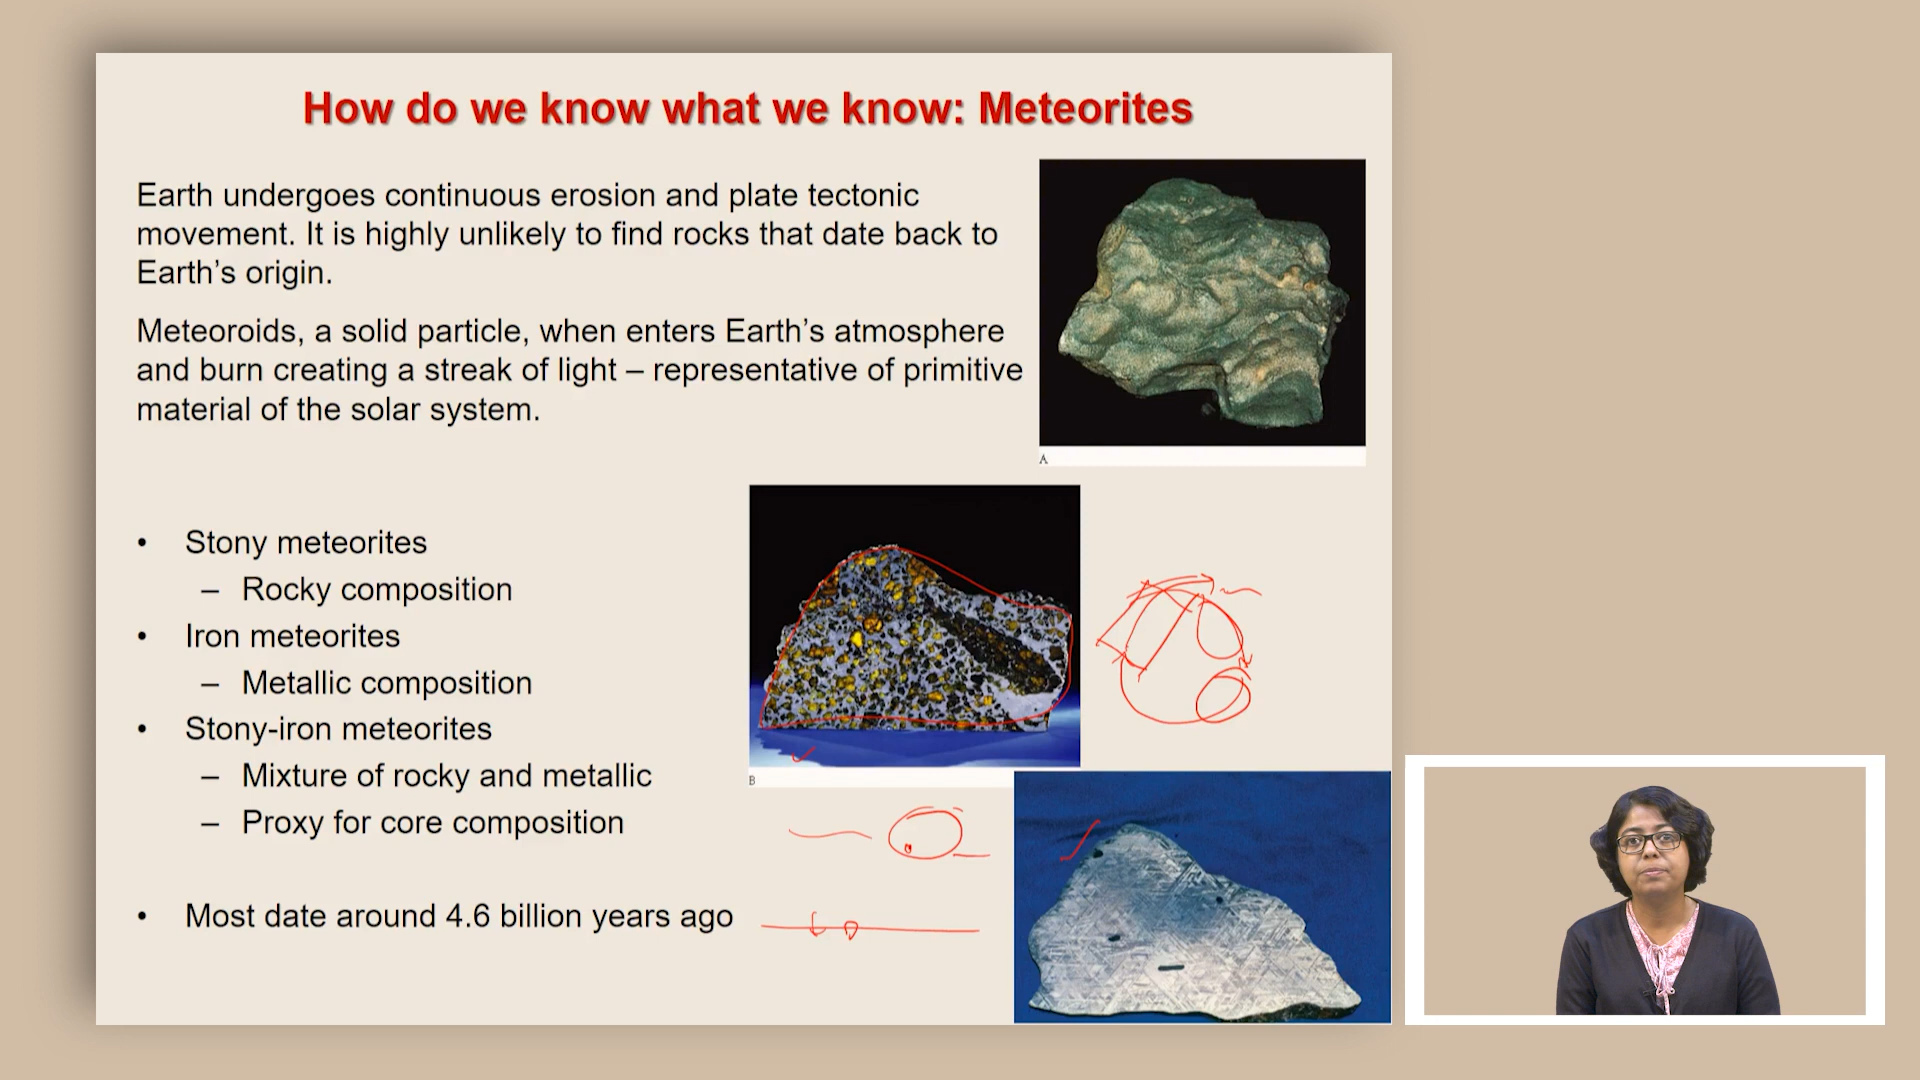 How do we know what we know: Meteorites
Earth undergoes continuous erosion and plate tectonic
movement. It is highly unlikely to find rocks that date back to
Earth’s origin.
Meteoroids, a solid particle, when enters Earth’s atmosphere
and burn creating a streak of light – representative of primitive
material of the solar system.
A
• Stony meteorites
– Rocky composition
• Iron meteorites
– Metallic composition
• Stony-iron meteorites
– Mixture of rocky and metallic
B
– Proxy for core composition
• Most date around 4.6 billion years ago